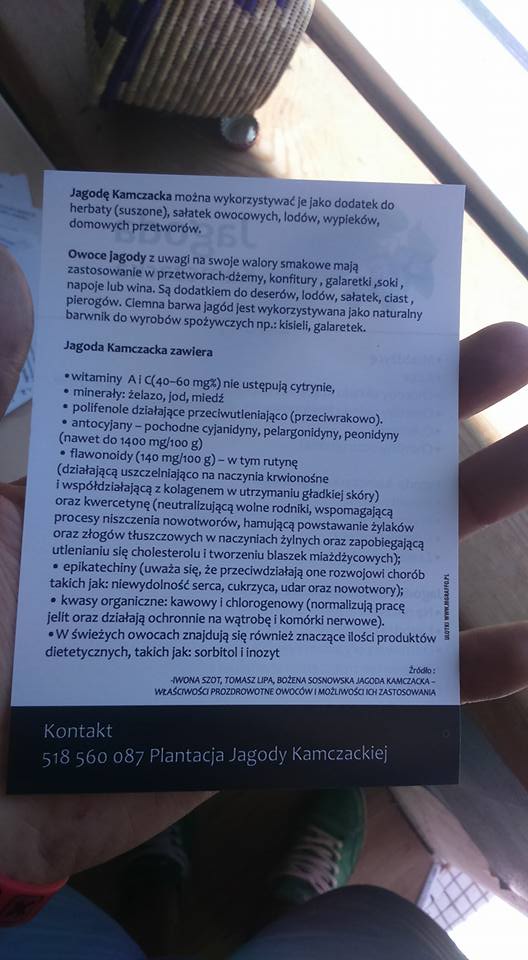 Jagodę Kamczacka można wykorzystywać je jako dodatek do
herbaty (suszone), sałatek owocowych, lodów, wypieków,
domowych przetworów.
Owoce jagody z uwagi na swoje walory smakowe mają
zastosowanie w przetworach-dżemy, konfitury , galaretki ,soki ,
napoje lub wina. Są dodatkiem do deserów, lodów, sałatek, ciast ,
pierogów. Ciemna barwa jagód jest wykorzystywana jako naturalny
barwnik do wyrobów spożywczych np.: kisieli, galaretek.
Jagoda Kamczacka zawiera
•witaminy A i C(40–60 mg%) nie ustępują cytrynie,
• minerały: żelazo, jod, miedź
• polifenole działające przeciwutleniająco (przeciwrakowo).
• antocyjany – pochodne cyjanidyny, pelargonidyny, peonidyny
(nawet do 1400 mg/100 g)
• flawonoidy (140 mg/100 g) – w tym rutynę
(działającą uszczelniająco na naczynia krwionośne
i współdziałającą z kolagenem w utrzymaniu gładkiej skóry)
oraz kwercetynę (neutralizującą wolne rodniki, wspomagającą
procesy niszczenia nowotworów, hamującą powstawanie żylaków
oraz złogów tłuszczowych w naczyniach żylnych oraz zapobiegającą
utlenianiu się cholesterolu i tworzeniu blaszek miażdżycowych);
• epikatechiny (uważa się, że przeciwdziałają one rozwojowi chorób
takich jak: niewydolność serca, cukrzyca, udar oraz nowotwory);
• kwasy organiczne: kawowy i chlorogenowy (normalizują pracę
jelit oraz działają ochronnie na wątrobę i komórki nerwowe).
•W świeżych owocach znajdują się również znaczące ilości produktów
dietetycznych, takich jak: sorbitol i inozyt
Źródło :
-IWONA SZOT, TOMASZ LIPA, BOŻENA SOSNOWSKA JAGODA KAMCZACKA –
WŁAŚCIWOŚCI PROZDROWOTNE OWOCÓW I MOŻLIWOŚCI ICH ZASTOSOWANIA
ULOTKI WWW.MGRAFFO.PL
Kontakt
518 560 087 Plantacja Jagody Kamczackiej